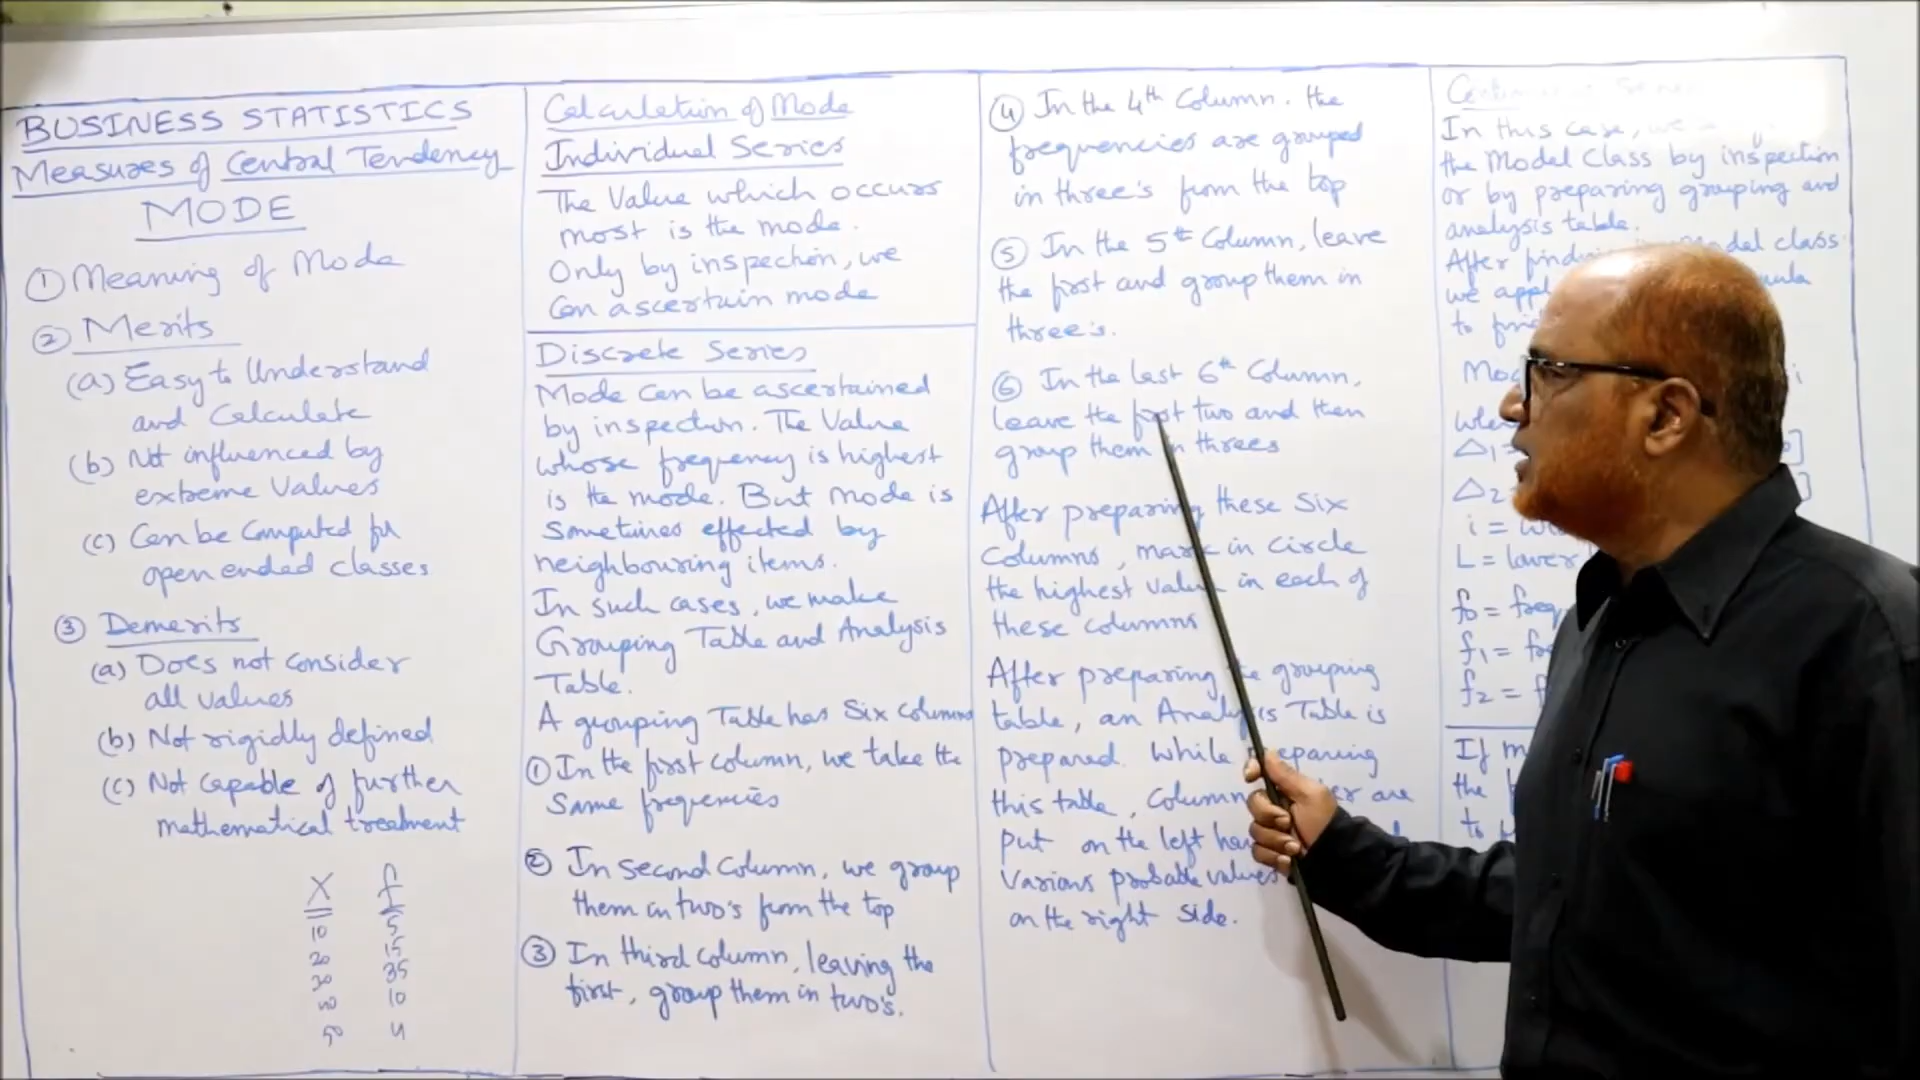 BUSINESS STATISTICS
Measures of Central Tendency
MODE
① Meaning of Mode
② Merits
(a) Easy to Understand
and Calculate
(b) Not influenced by
extreme Values
(c) Can be Computed for
open ended classes
③ Demerits
(a) Does not consider
all values
(b) Not rigidly defined
(c) Not Capable of further
mathematical treatment
X f
10 5
20 15
30 35
40 10
50 4
Calculation of Mode
Individual Series
The Value which occurs
most is the mode.
Only by inspection, we
Can ascertain mode
Discrete Series
Mode Can be ascertained
by inspection. The Value
whose frequency is highest
is the mode. But mode is
Sometimes effected by
neighbouring items.
In such cases, we make
Grouping Table and Analysis
Table.
A grouping Table has Six Columns
① In the first column, we take the
Same frequencies
② In second column, we group
them in two's from the top
③ In third column, leaving the
first, group them in two's.
④ In the 4th Column. the
frequencies are grouped
in three's from the top
⑤ In the 5th Column, leave
the first and group them in
three's.
⑥ In the last 6th Column,
leave the first two and then
group them in threes
After preparing these Six
Columns, mark in Circle
the highest value in each of
these columns
After preparing the grouping
table, an Analysis Table is
prepared. While preparing
this table, Column are
put on the left
Various probable values
on the right side.
In this case, we
the Modal Class by inspection
or by preparing grouping and
analysis table.
After class
we
to
where
Δ1 =
Δ2
i =
L = lower
f0 =
f1 =
f2 =
If
the
to